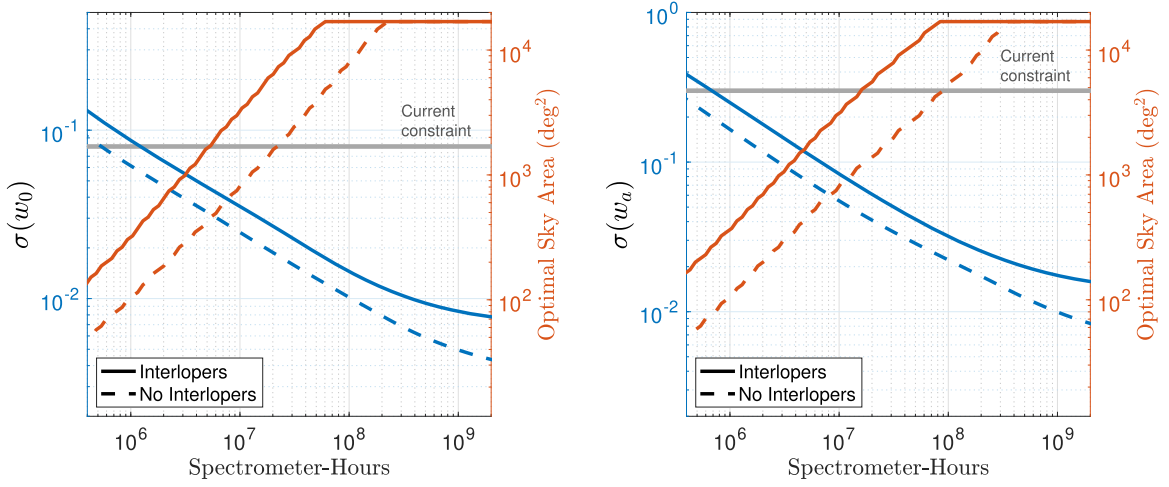 10^-1
10^-2
σ(w_0)
Current
constraint
Interlopers
No Interlopers
10^6
10^7
10^8
10^9
Spectrometer-Hours
10^4
10^3
10^2
Optimal Sky Area (deg^2)
10^0
10^-1
10^-2
σ(w_a)
Current
constraint
Interlopers
No Interlopers
10^6
10^7
10^8
10^9
Spectrometer-Hours
10^4
10^3
10^2
Optimal Sky Area (deg^2)